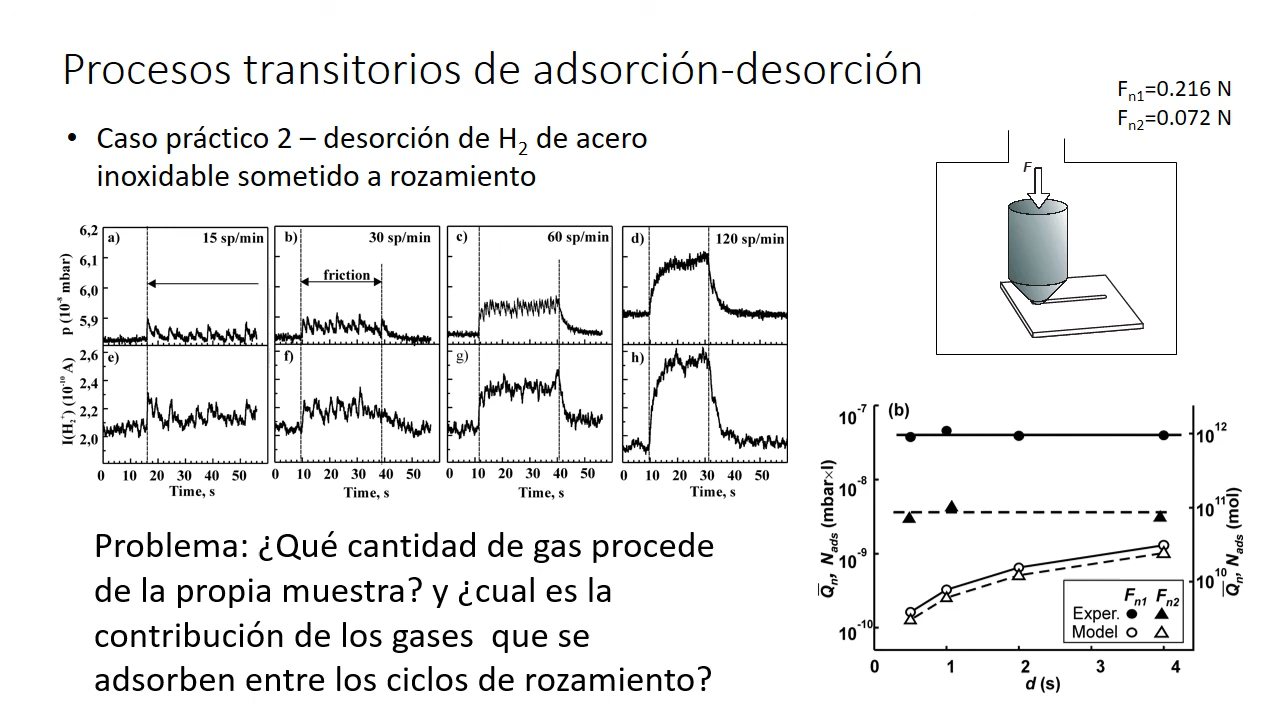 Procesos transitorios de adsorción-desorción
Fn1=0.216 N
Fn2=0.072 N
• Caso práctico 2 – desorción de H2 de acero
inoxidable sometido a rozamiento
F
6,2
6,1
6,0
5,9
p (10⁻⁸ mbar)
a) 15 sp/min
b) 30 sp/min
friction
c) 60 sp/min
d) 120 sp/min
2,6
2,4
2,2
2,0
I(H2⁺) (10⁻¹⁰ A)
e)
f)
g)
h)
0 10 20 30 40 50
Time, s
0 10 20 30 40 50
Time, s
0 10 20 30 40 50
Time, s
0 10 20 30 40 50
Time, s
Problema: ¿Qué cantidad de gas procede
de la propia muestra? y ¿cual es la
contribución de los gases que se
adsorben entre los ciclos de rozamiento?
(b)
10⁻⁷
10⁻⁸
10⁻⁹
10⁻¹⁰
Q̅n, Nads (mbar×l)
10¹²
10¹¹
10¹⁰
Q̅n, Nads (mol)
Fn1 Fn2
Exper.
Model
0 1 2 3 4
d (s)